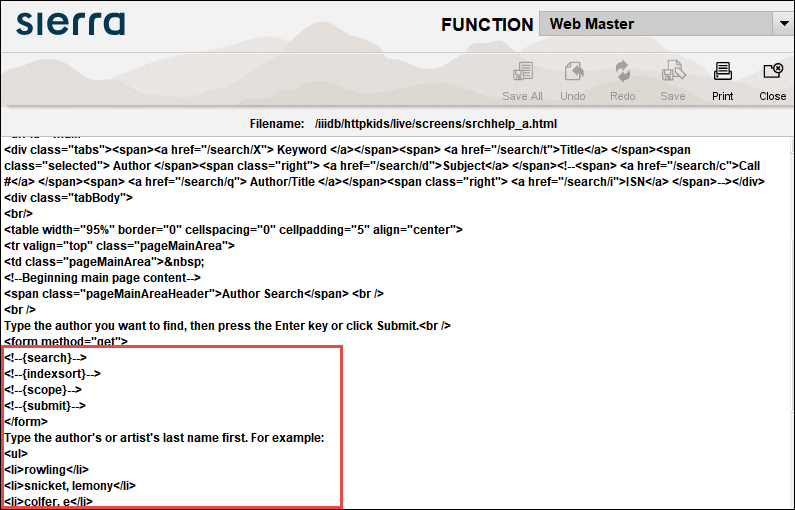 sierra
FUNCTION Web Master
Save All Undo Redo Save Print Close
Filename: /iiidb/httpkids/live/screens/srchhelp_a.html
<div class="tabs"><span><a href="/search/X"> Keyword </a></span><span> <a href="/search/t">Title</a> </span><span
class="selected"> Author </span><span class="right"> <a href="/search/d">Subject</a> </span><!--<span> <a href="/search/c">Call
#</a> </span><span> <a href="/search/q"> Author/Title </a></span><span class="right"> <a href="/search/i">ISN</a> </span>--></div>
<div class="tabBody">
<br/>
<table width="95%" border="0" cellspacing="0" cellpadding="5" align="center">
<tr valign="top" class="pageMainArea">
<td class="pageMainArea">&nbsp;
<!--Beginning main page content-->
<span class="pageMainAreaHeader">Author Search</span> <br />
<br />
Type the author you want to find, then press the Enter key or click Submit.<br />
<form method="get">
<!--{search}-->
<!--{indexsort}-->
<!--{scope}-->
<!--{submit}-->
</form>
Type the author's or artist's last name first. For example:
<ul>
<li>rowling</li>
<li>snicket, lemony</li>
<li>colfer, e</li>